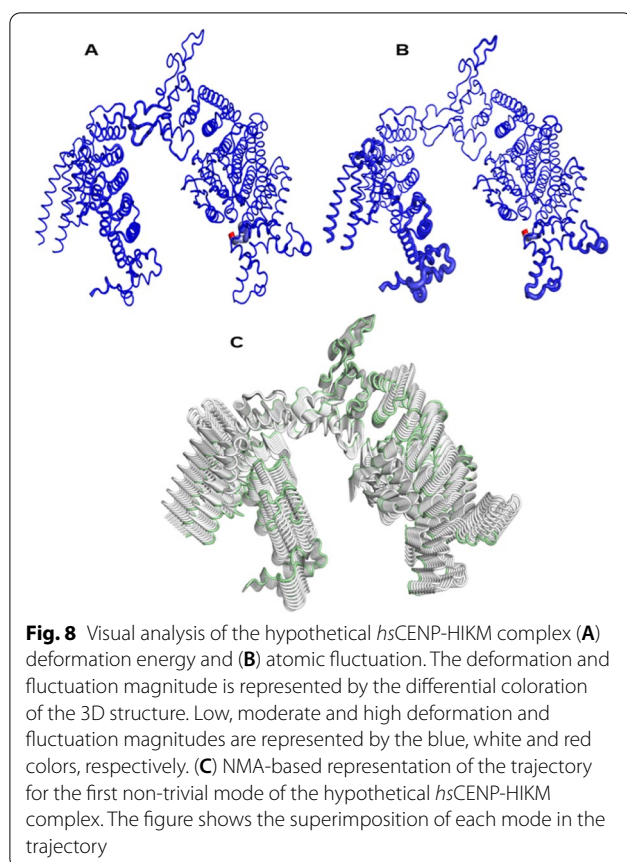 A
B
C
Fig. 8 Visual analysis of the hypothetical hsCENP-HIKM complex (A)
deformation energy and (B) atomic fluctuation. The deformation and
fluctuation magnitude is represented by the differential coloration
of the 3D structure. Low, moderate and high deformation and
fluctuation magnitudes are represented by the blue, white and red
colors, respectively. (C) NMA-based representation of the trajectory
for the first non-trivial mode of the hypothetical hsCENP-HIKM
complex. The figure shows the superimposition of each mode in the
trajectory